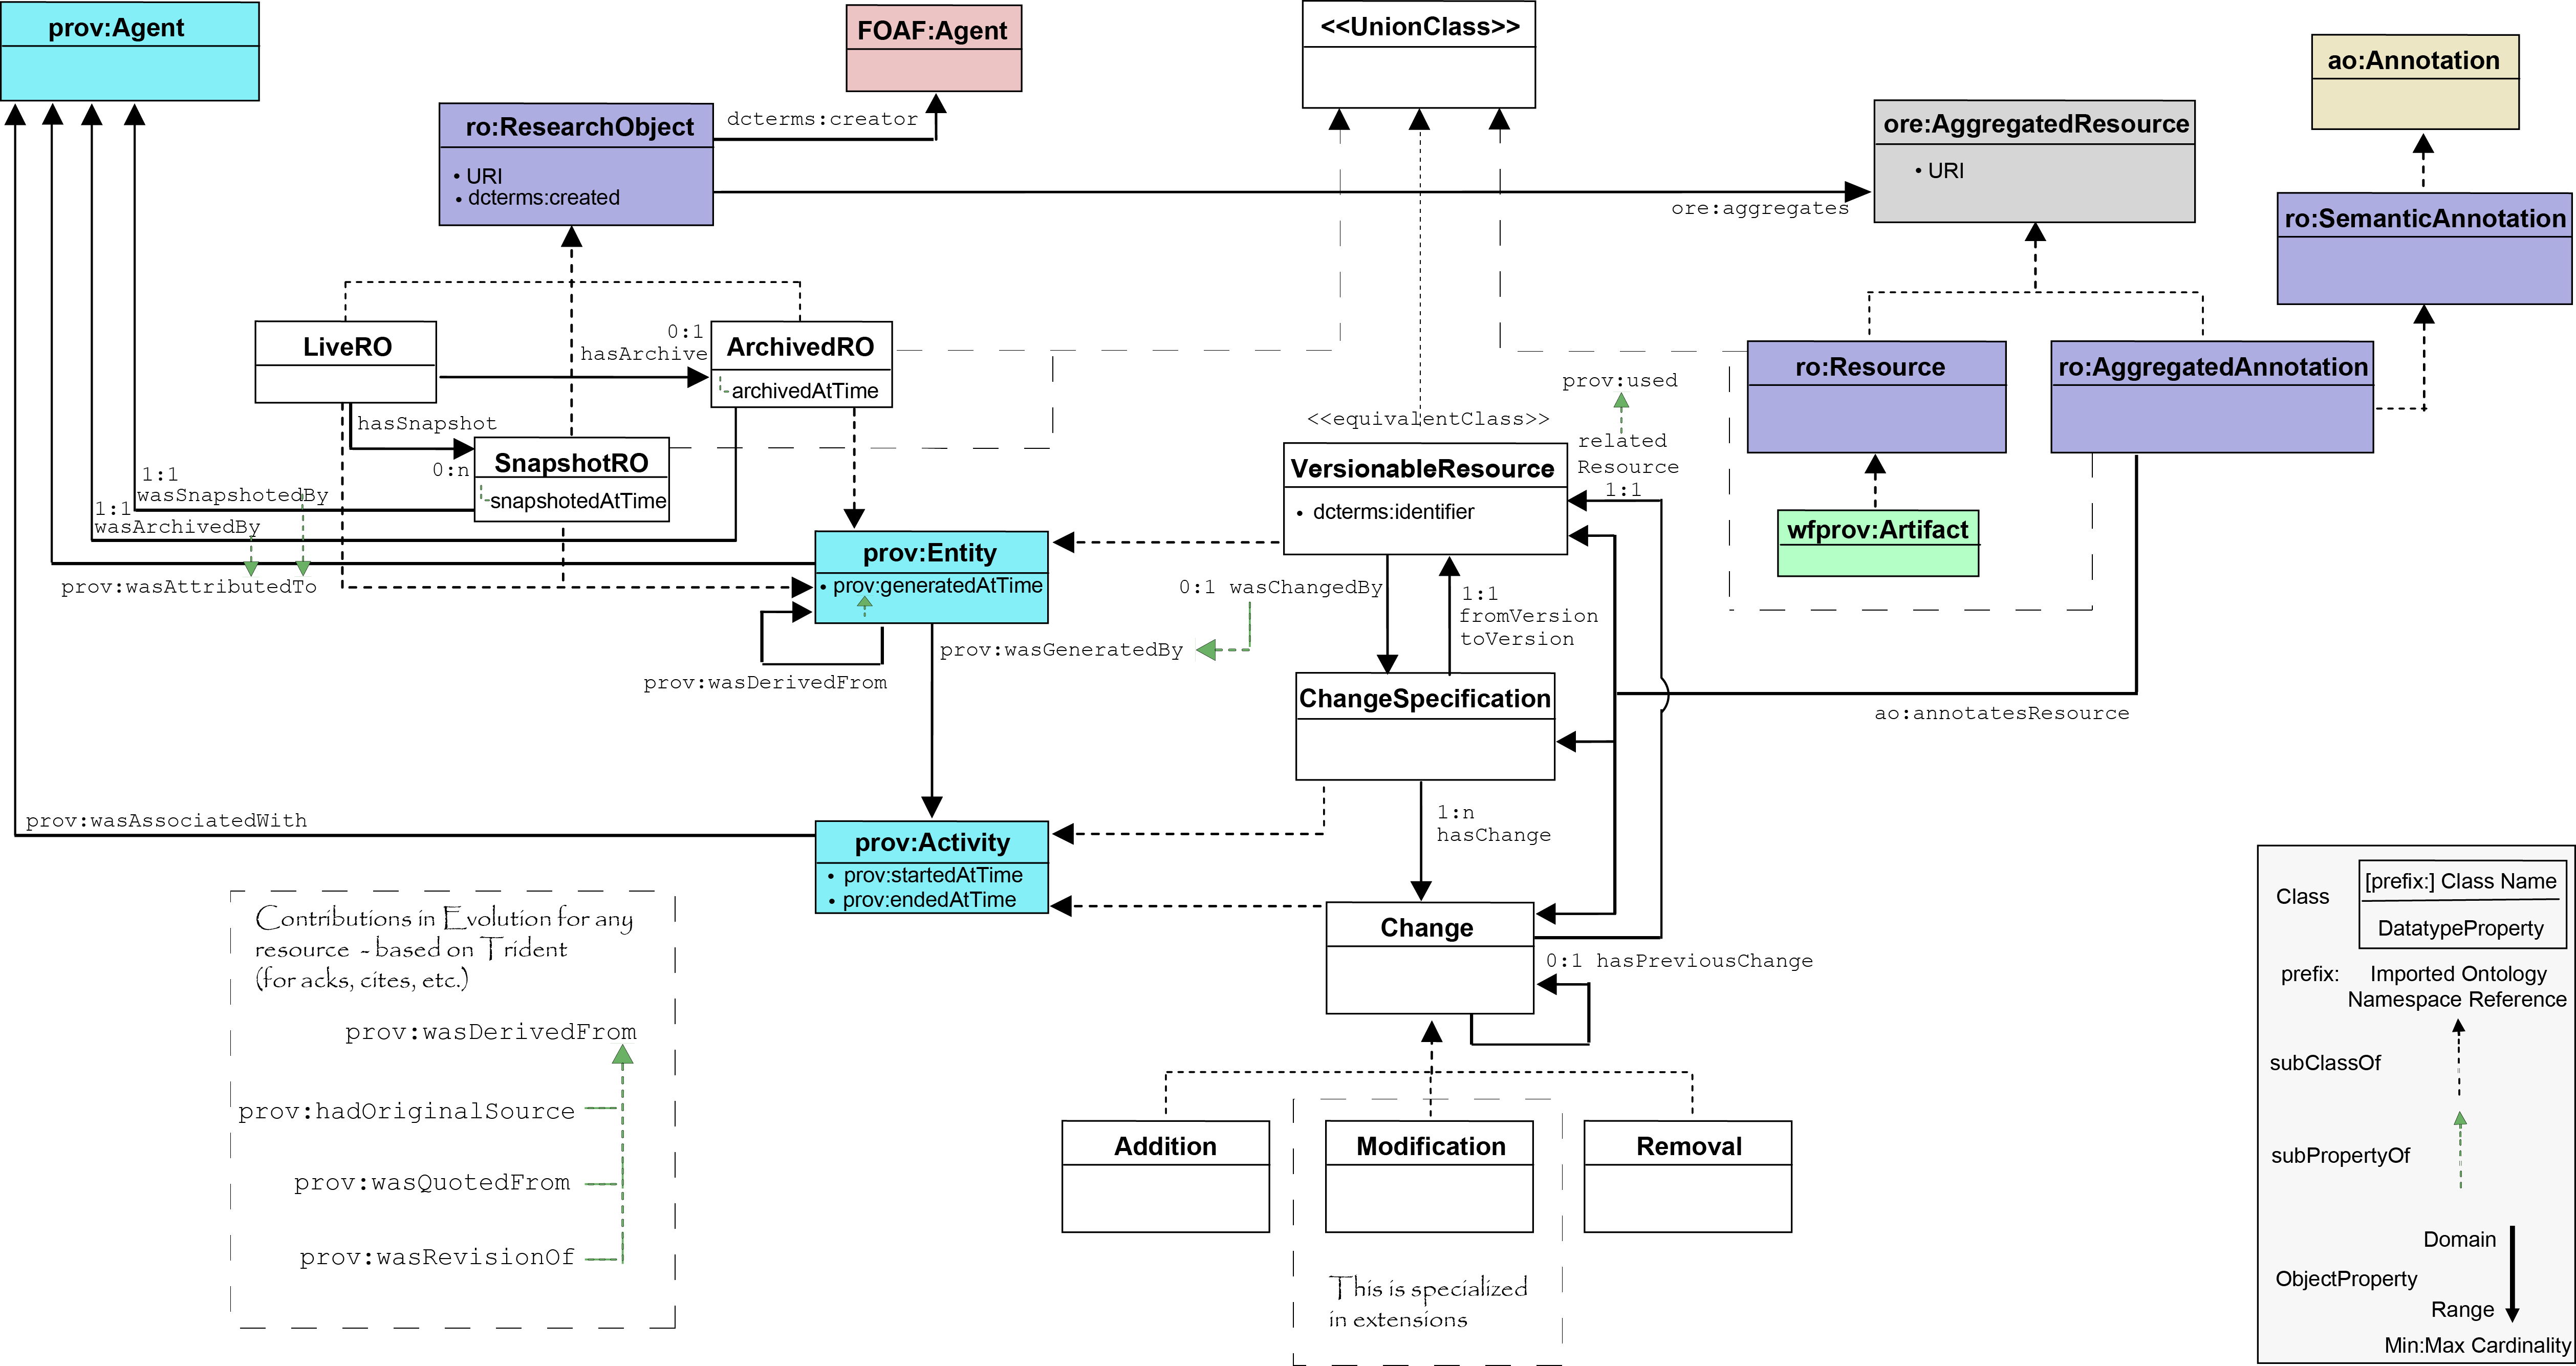 prov:Agent
FOAF:Agent
<<UnionClass>>
ao:Annotation
ro:ResearchObject
• URI
• dcterms:created
dcterms:creator
ore:AggregatedResource
• URI
ore:aggregates
ro:SemanticAnnotation
LiveRO
0:1
hasArchive
ArchivedRO
archivedAtTime
hasSnapshot
0:n
SnapshotRO
snapshotedAtTime
1:1
wasSnapshotedBy
1:1
wasArchivedBy
prov:wasAttributedTo
prov:used
related
Resource
1:1
<<equivalentClass>>
VersionableResource
• dcterms:identifier
ro:Resource
ro:AggregatedAnnotation
wfprov:Artifact
prov:Entity
• prov:generatedAtTime
0:1 wasChangedBy
1:1
fromVersion
toVersion
prov:wasGeneratedBy
prov:wasDerivedFrom
ChangeSpecification
ao:annotatesResource
prov:wasAssociatedWith
prov:Activity
• prov:startedAtTime
• prov:endedAtTime
1:n
hasChange
Change
0:1 hasPreviousChange
Contributions in Evolution for any
resource - based on Trident
(for acks, cites, etc.)
prov:wasDerivedFrom
prov:hadOriginalSource
prov:wasQuotedFrom
prov:wasRevisionOf
Addition
Modification
Removal
This is specialized
in extensions
Class
[prefix:] Class Name
DatatypeProperty
prefix:
Imported Ontology
Namespace Reference
subClassOf
subPropertyOf
Domain
ObjectProperty
Range
Min:Max Cardinality